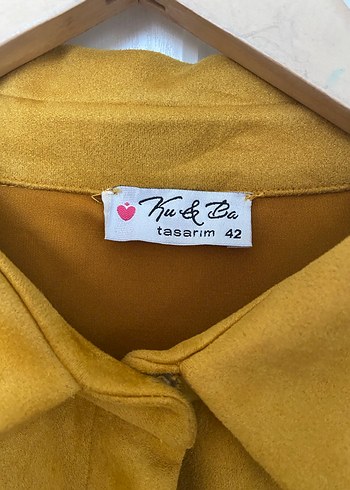 Ku & Ba
tasarım 42